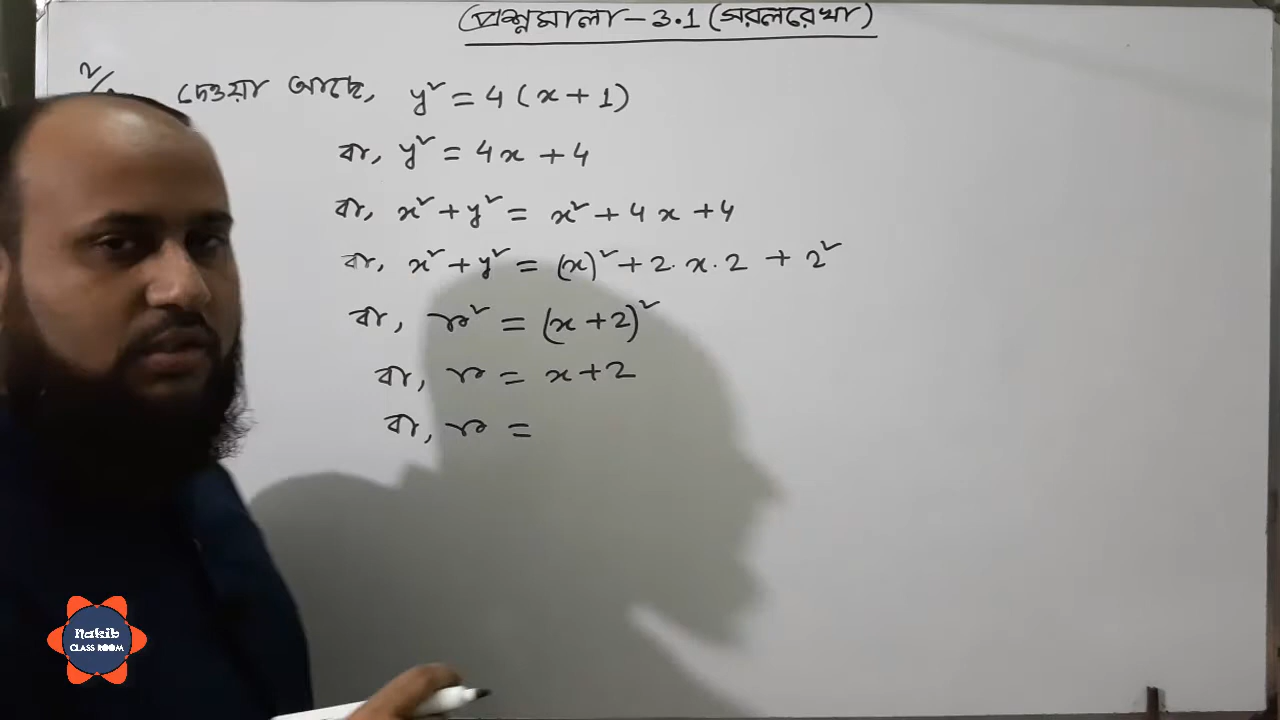 প্রশ্নমালা-3.1 (সরলরেখা)
দেওয়া আছে, y² = 4 (x + 1)
বা, y² = 4x + 4
বা, x² + y² = x² + 4x + 4
বা, x² + y² = (x)² + 2. x. 2 + 2²
বা, r² = (x + 2)²
বা, r = x + 2
বা, r =
Nakib
CLASS ROOM